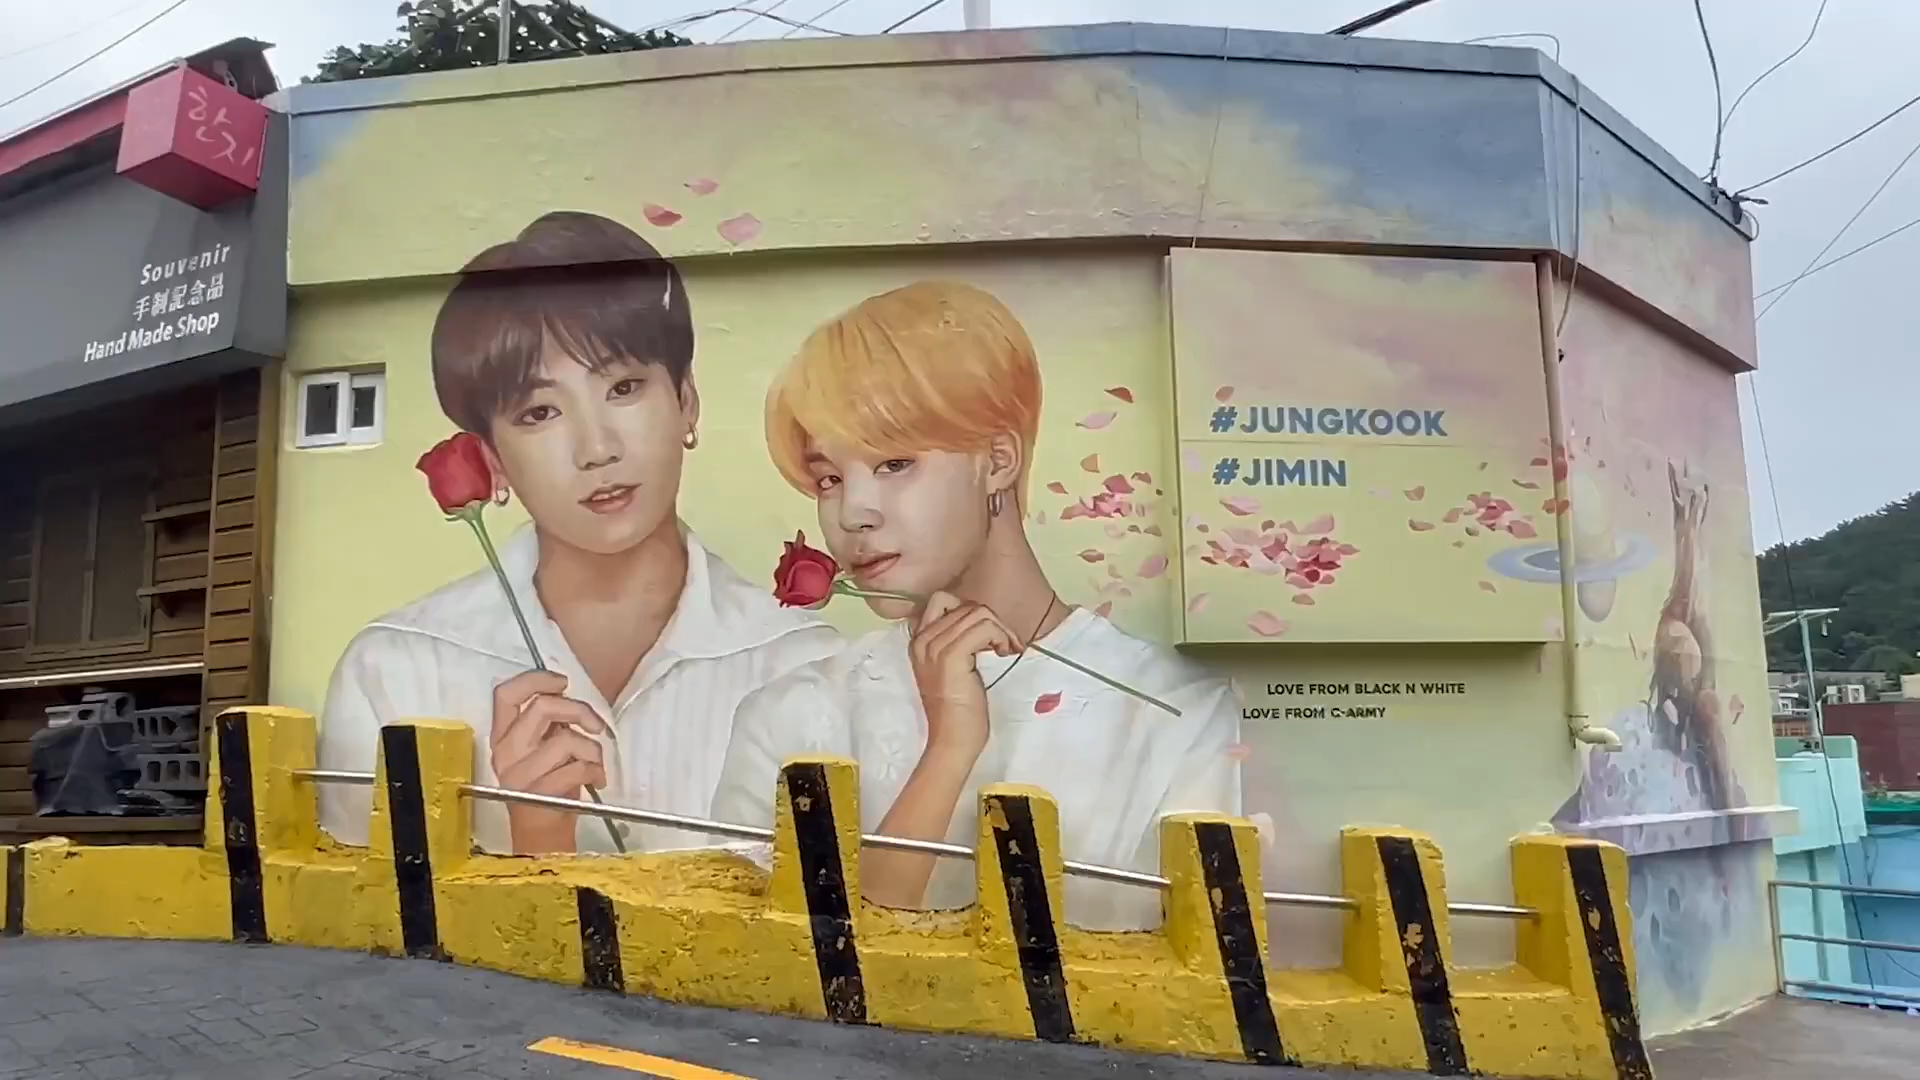 한지
Souvenir
手制記念品
Hand Made Shop
#JUNGKOOK
#JIMIN
LOVE FROM BLACK N WHITE
LOVE FROM C-ARMY